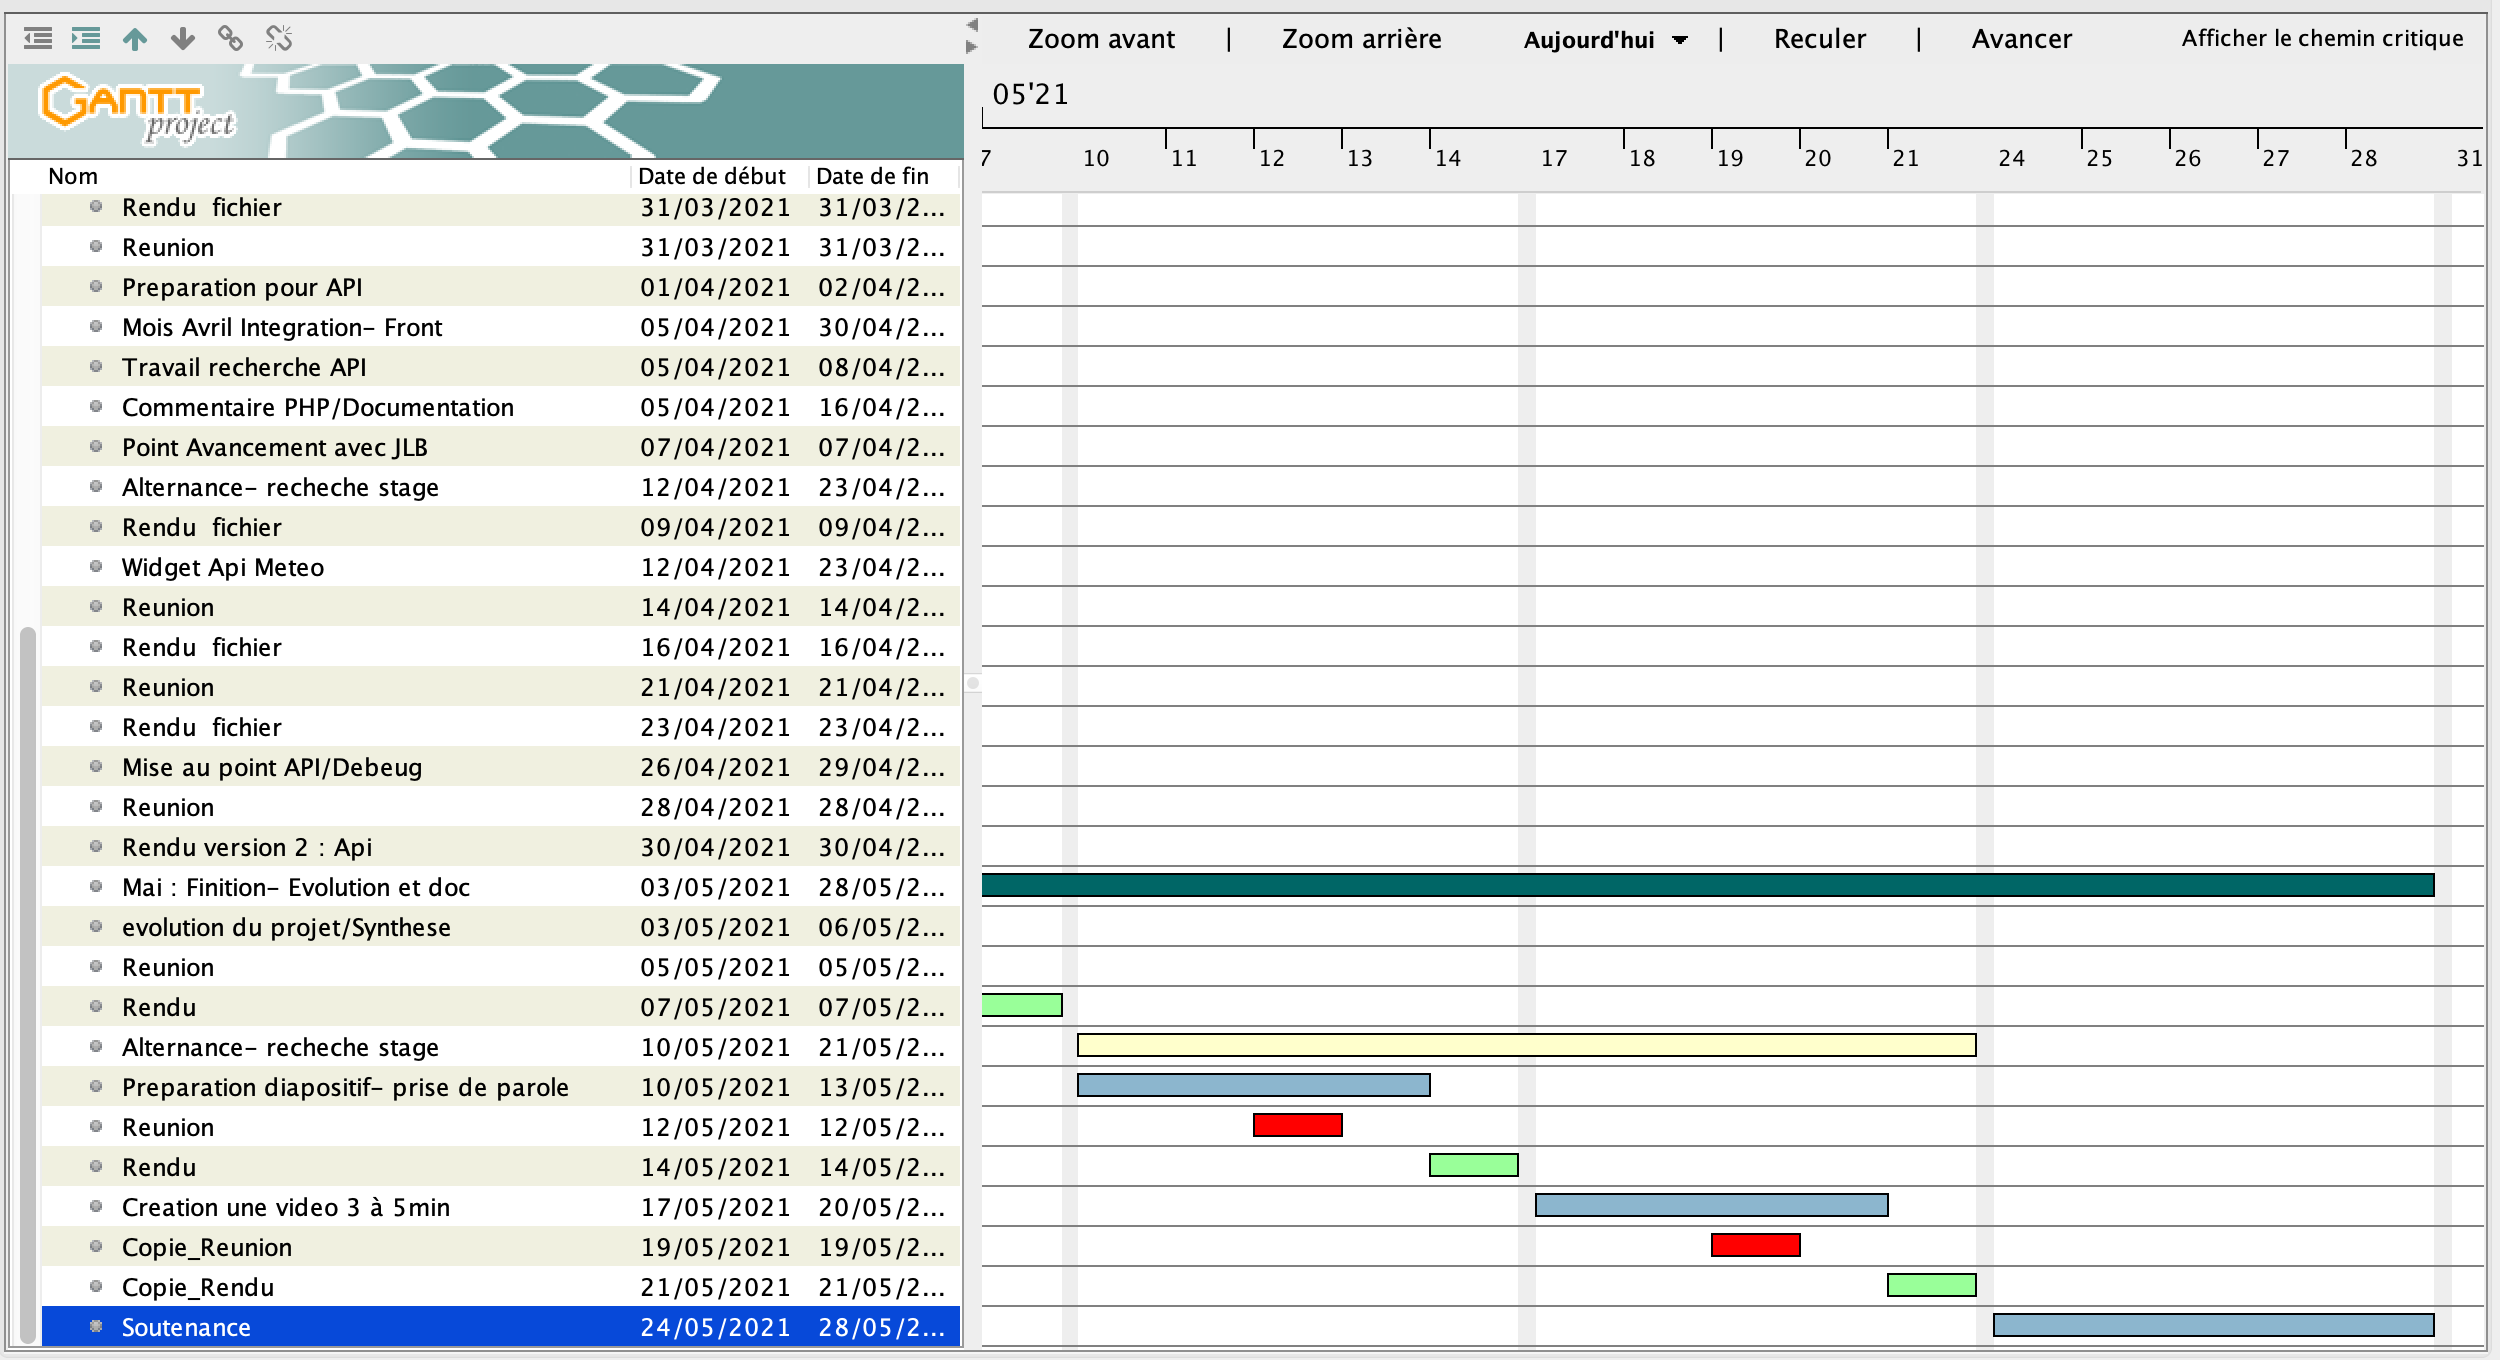 Zoom avant | Zoom arrière Aujourd'hui | Reculer | Avancer Afficher le chemin critique
GANTT
project
05'21
7 10 11 12 13 14 17 18 19 20 21 24 25 26 27 28 31
Nom Date de début Date de fin
Rendu  fichier 31/03/2021 31/03/2...
Reunion 31/03/2021 31/03/2...
Preparation pour API 01/04/2021 02/04/2...
Mois Avril Integration- Front 05/04/2021 30/04/2...
Travail recherche API 05/04/2021 08/04/2...
Commentaire PHP/Documentation 05/04/2021 16/04/2...
Point Avancement avec JLB 07/04/2021 07/04/2...
Alternance- recheche stage 12/04/2021 23/04/2...
Rendu  fichier 09/04/2021 09/04/2...
Widget Api Meteo 12/04/2021 23/04/2...
Reunion 14/04/2021 14/04/2...
Rendu  fichier 16/04/2021 16/04/2...
Reunion 21/04/2021 21/04/2...
Rendu  fichier 23/04/2021 23/04/2...
Mise au point API/Debeug 26/04/2021 29/04/2...
Reunion 28/04/2021 28/04/2...
Rendu version 2 : Api 30/04/2021 30/04/2...
Mai : Finition- Evolution et doc 03/05/2021 28/05/2...
evolution du projet/Synthese 03/05/2021 06/05/2...
Reunion 05/05/2021 05/05/2...
Rendu 07/05/2021 07/05/2...
Alternance- recheche stage 10/05/2021 21/05/2...
Preparation diapositif- prise de parole 10/05/2021 13/05/2...
Reunion 12/05/2021 12/05/2...
Rendu 14/05/2021 14/05/2...
Creation une video 3 à 5min 17/05/2021 20/05/2...
Copie_Reunion 19/05/2021 19/05/2...
Copie_Rendu 21/05/2021 21/05/2...
Soutenance 24/05/2021 28/05/2...